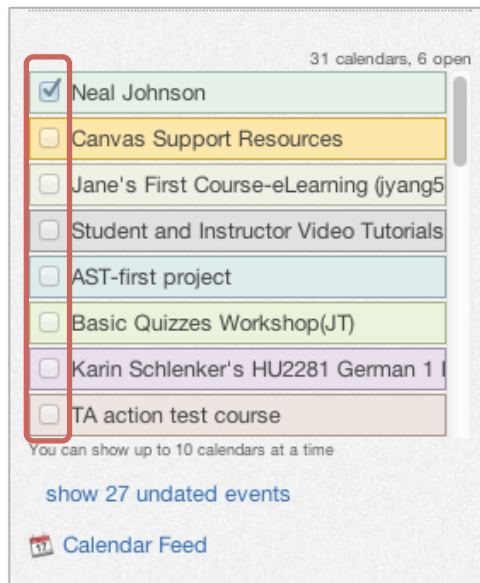 31 calendars, 6 open
Neal Johnson
Canvas Support Resources
Jane's First Course-eLearning (jyang5
Student and Instructor Video Tutorials
AST-first project
Basic Quizzes Workshop(JT)
Karin Schlenker's HU2281 German 1
TA action test course
You can show up to 10 calendars at a time
show 27 undated events
17 Calendar Feed